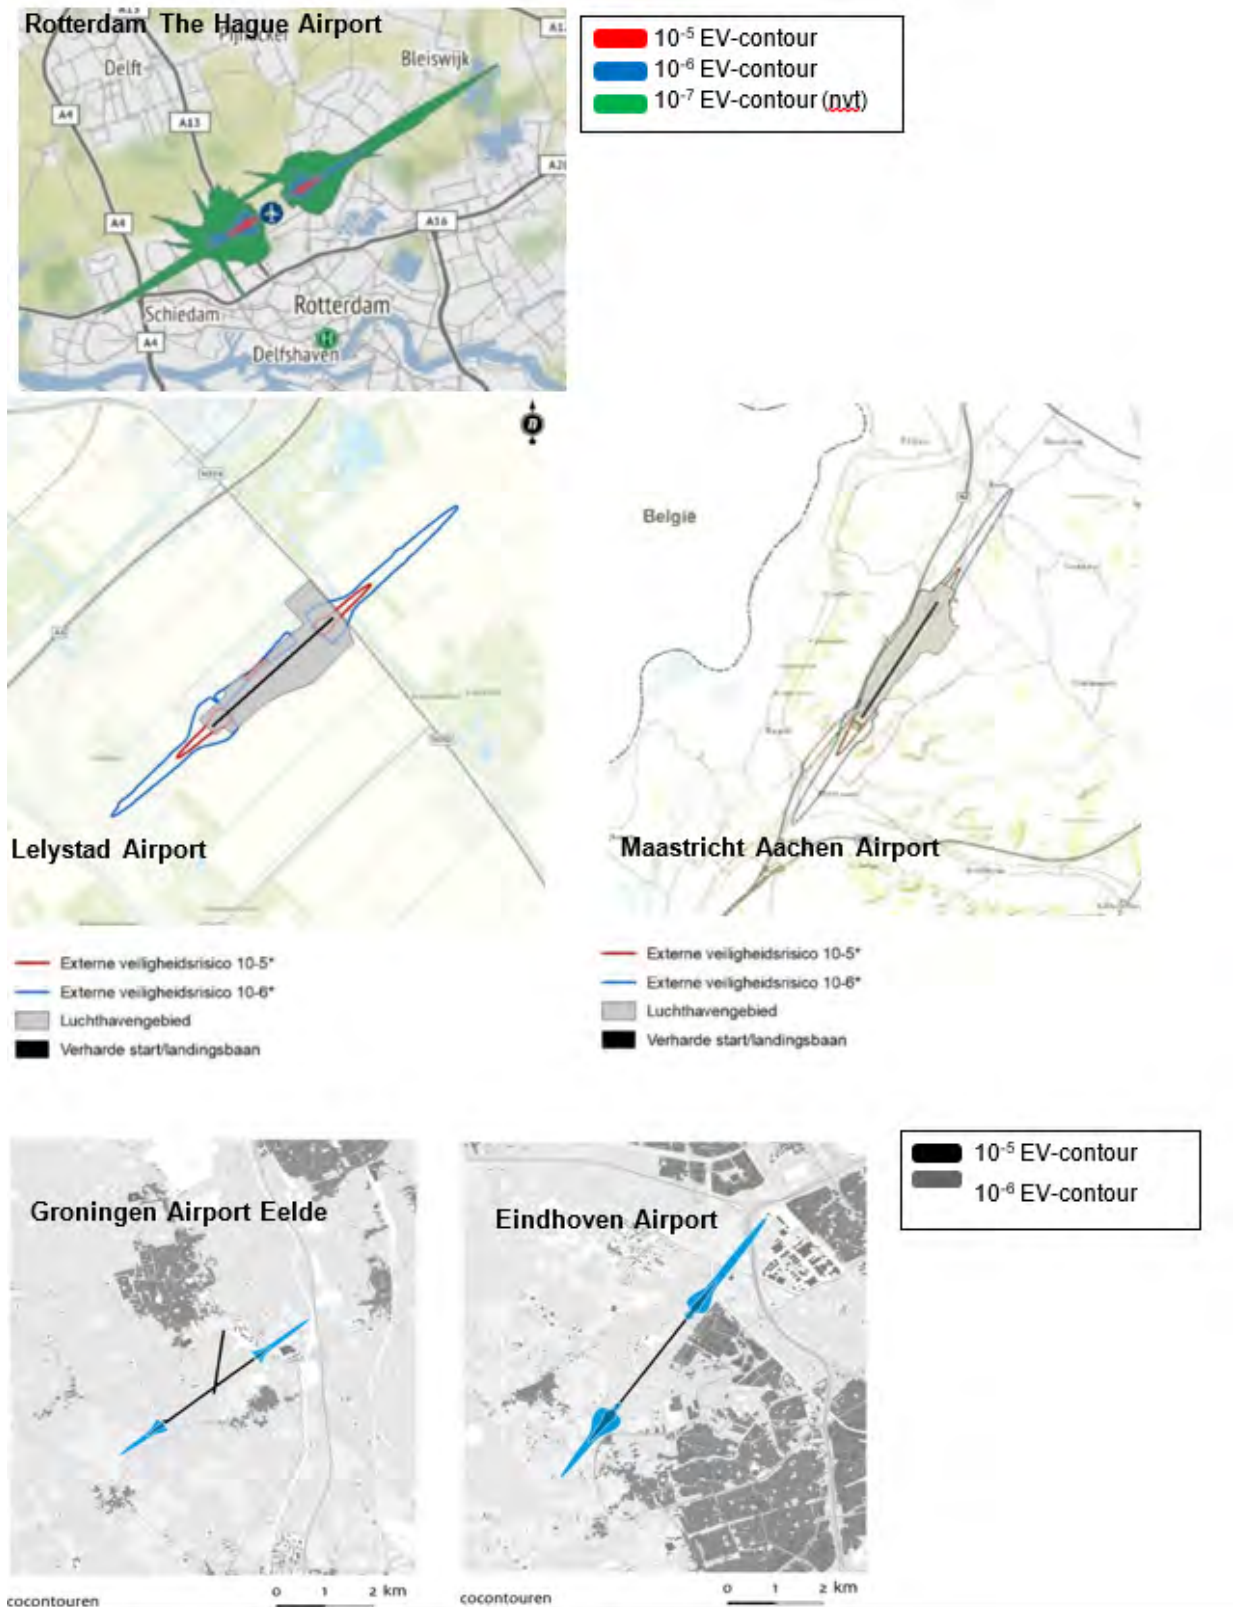 Rotterdam The Hague Airport
A13
Pijnacker
Delft
Bleiswijk
A4
A13
A4
A16
Schiedam
Rotterdam
A4
Delfshaven
H
10-5 EV-contour
10-6 EV-contour
10-7 EV-contour (nvt)
n
A6
Lelystad Airport
België
Maastricht Aachen Airport
Externe veiligheidsrisico 10-5*
Externe veiligheidsrisico 10-6*
Luchthavengebied
Verharde start/landingsbaan
Externe veiligheidsrisico 10-5*
Externe veiligheidsrisico 10-6*
Luchthavengebied
Verharde start/landingsbaan
Groningen Airport Eelde
Eindhoven Airport
10-5 EV-contour
10-6 EV-contour
cocontouren
0 1 2 km
cocontouren
0 1 2 km